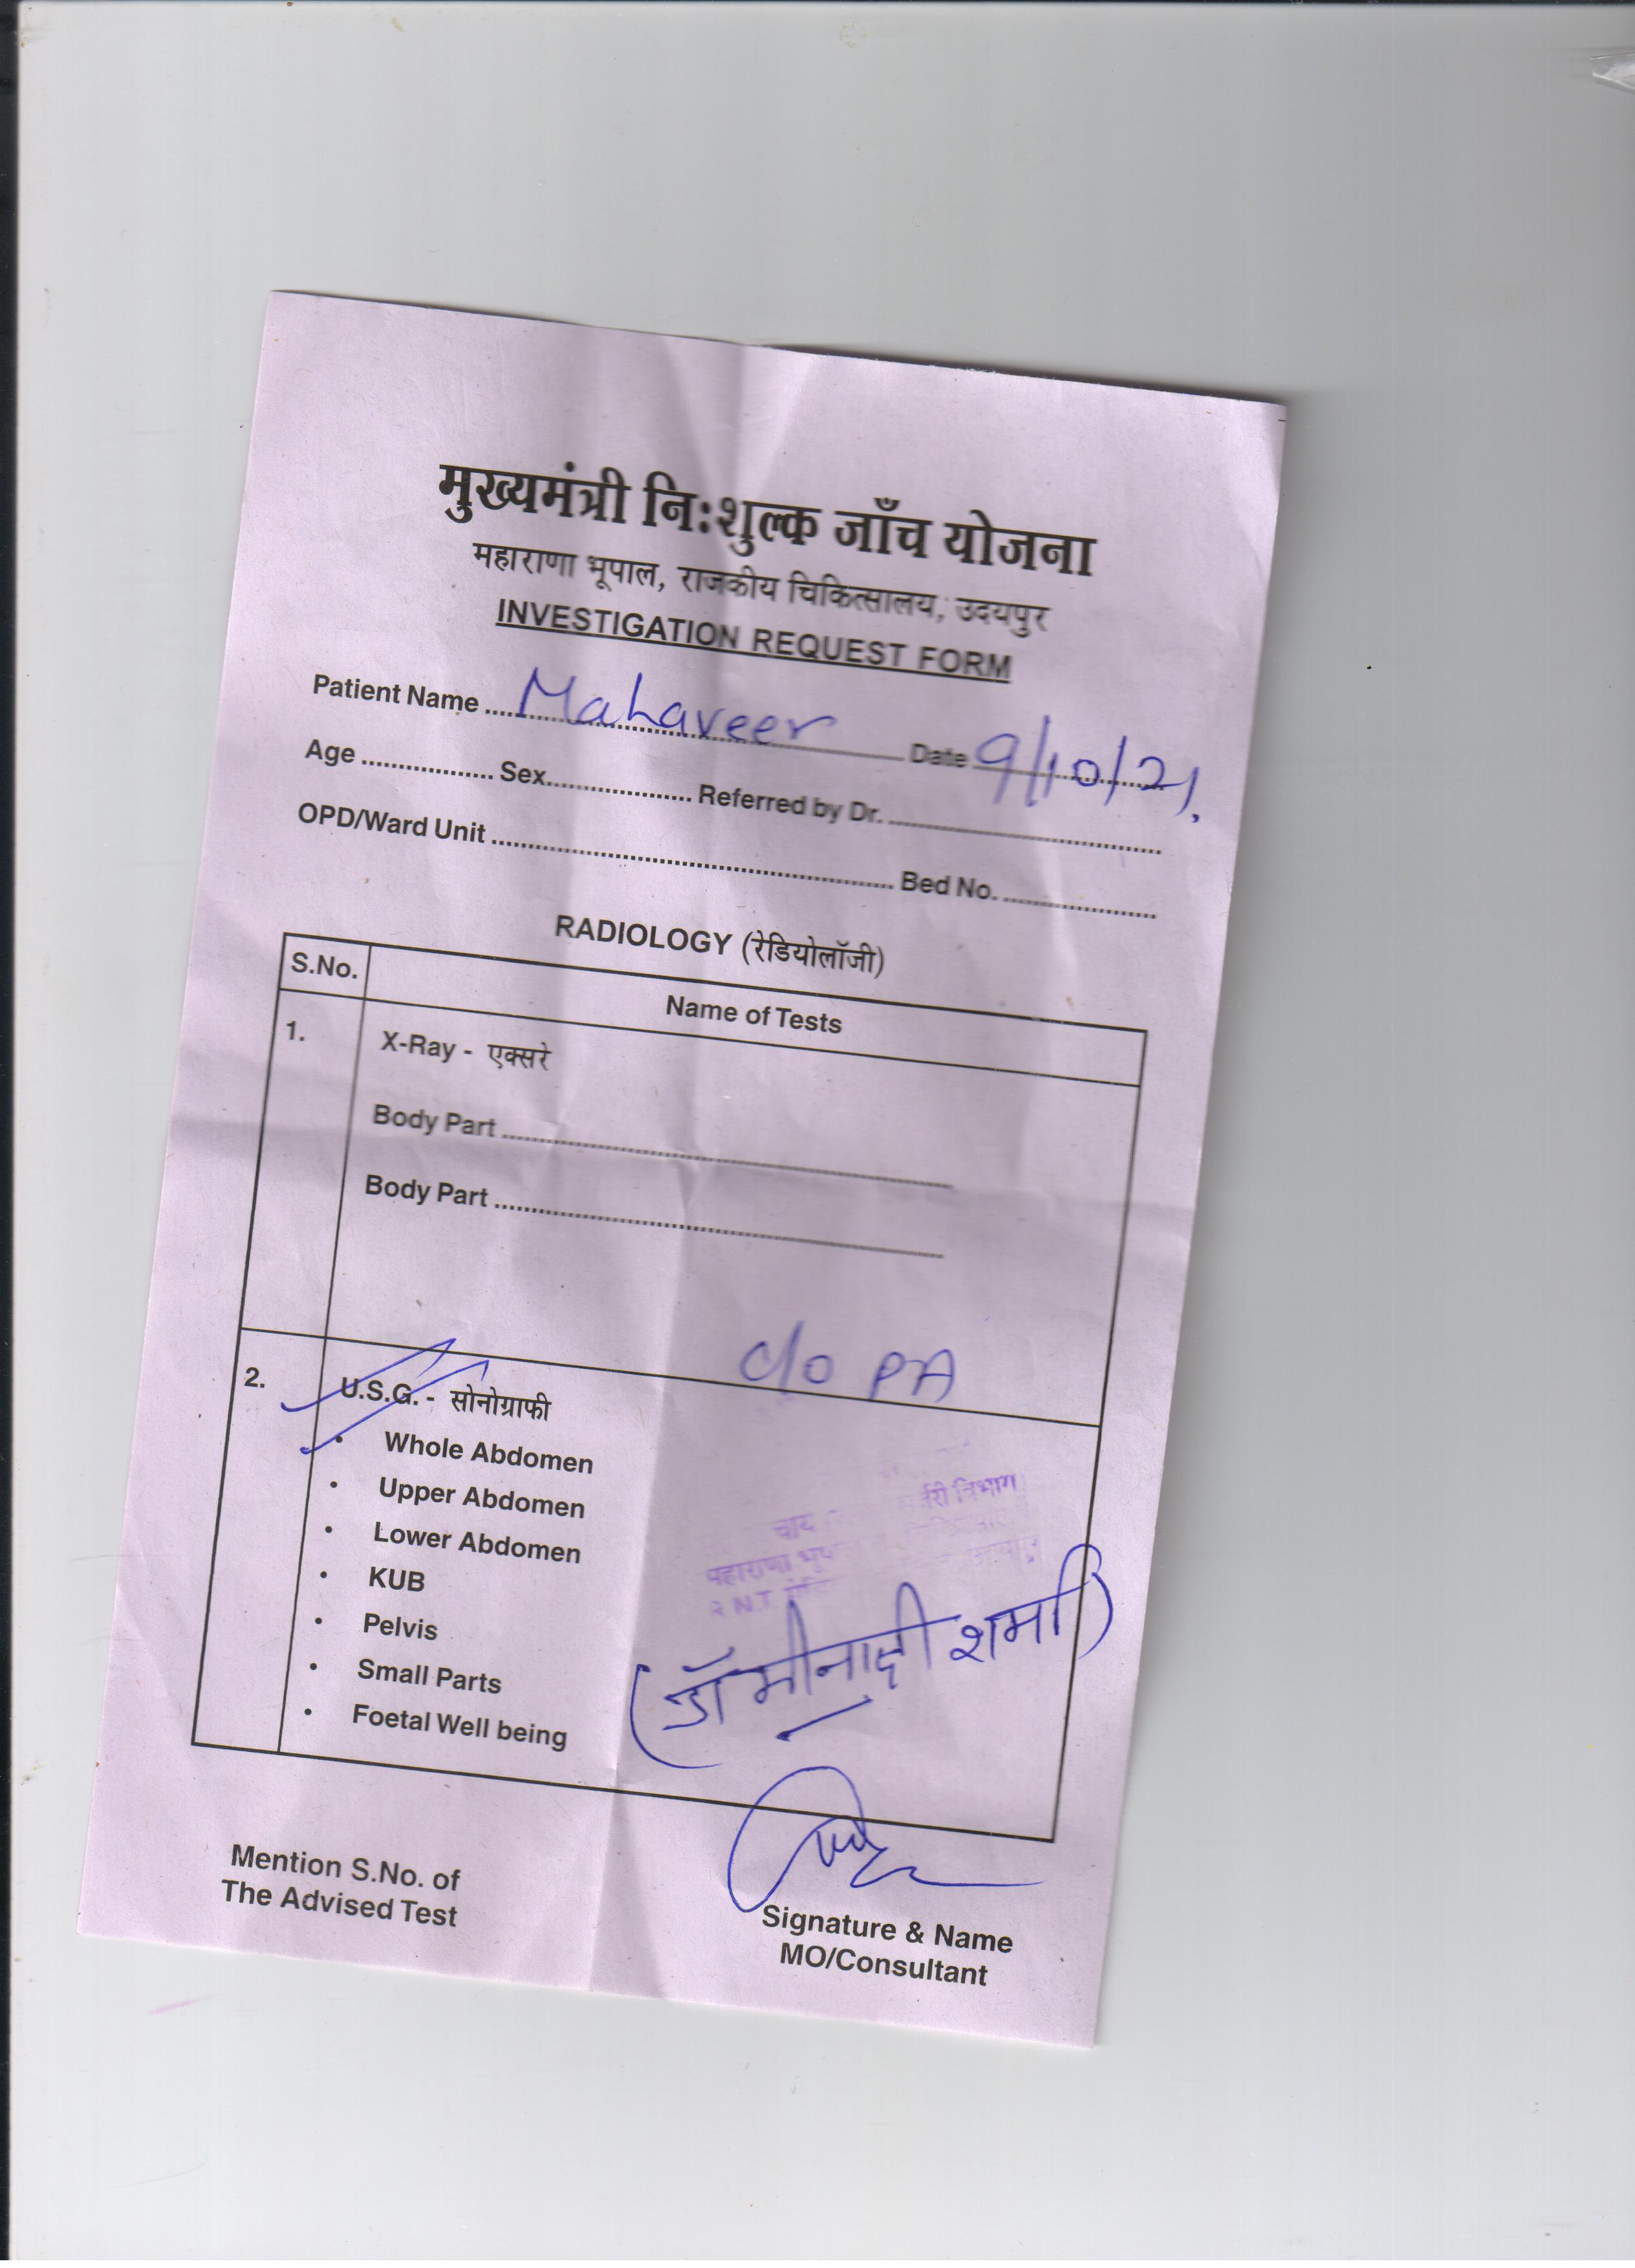 मुख्यमंत्री निःशुल्क जाँच योजना
महाराणा भूपाल, राजकीय चिकित्सालय, उदयपुर
INVESTIGATION REQUEST FORM
Patient Name Mahaveer Date 9/10/21
Age Sex Referred by Dr.
OPD/Ward Unit Bed No.
RADIOLOGY (रेडियोलॉजी)
S.No. Name of Tests
1. X-Ray - एक्सरे
Body Part
Body Part
c/o PA
2. U.S.G. - सोनोग्राफी
• Whole Abdomen
• Upper Abdomen
• Lower Abdomen
• KUB
• Pelvis
• Small Parts
• Foetal Well being
विभाग
महाराणा
(डॉ मीनाक्षी शर्मा)
Mention S.No. of
The Advised Test
Signature & Name
MO/Consultant